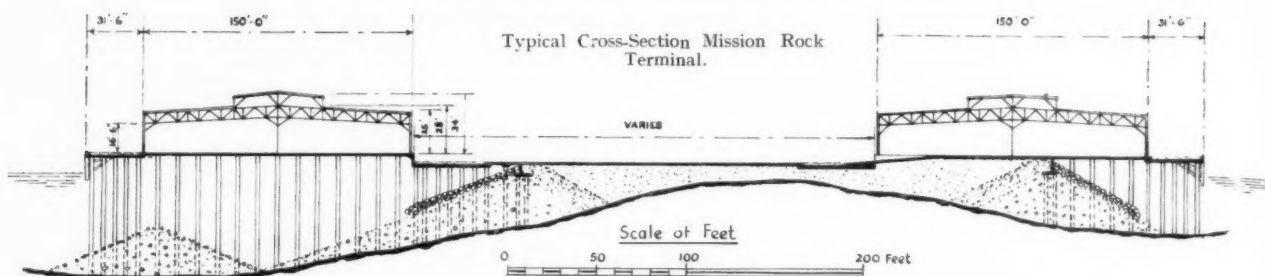 31'-6"
150'-0"
150'-0"
31'-6"
Typical Cross-Section Mission Rock
Terminal.
16'6"
28'
34'
VARIES
Scale of Feet
0 50 100 200 Feet